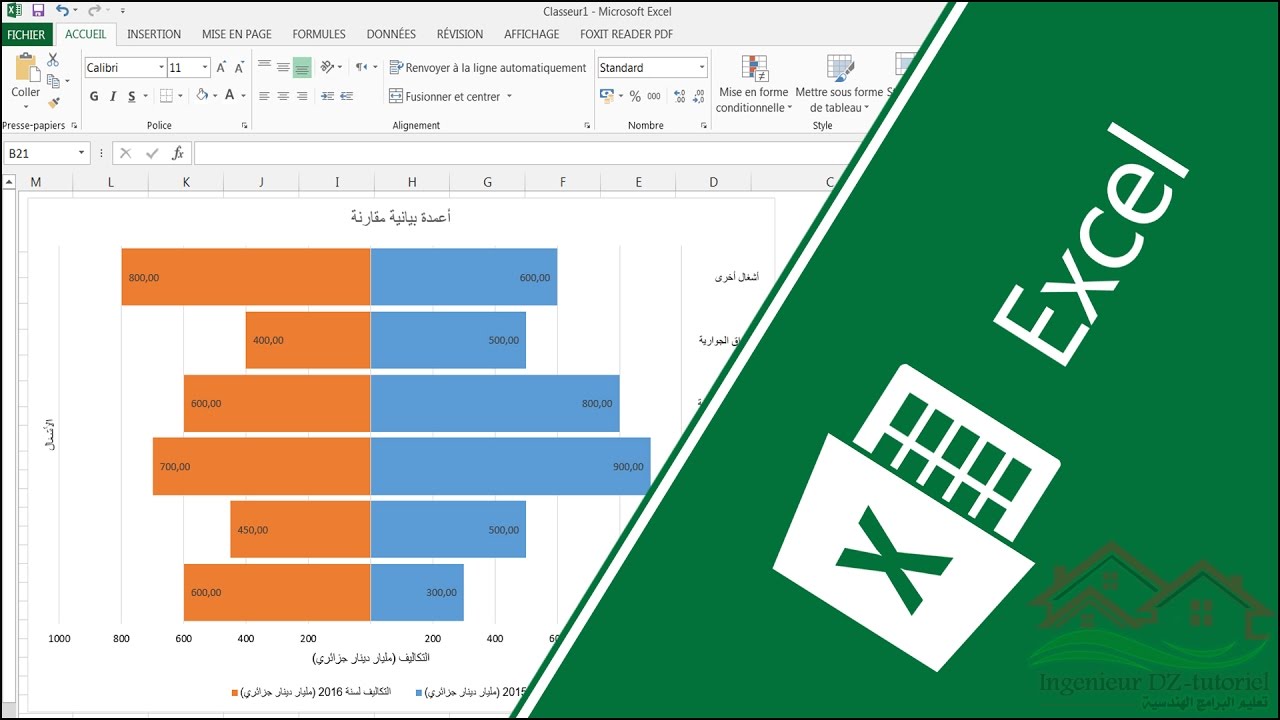 Classeur1 - Microsoft Excel
FICHIER ACCUEIL INSERTION MISE EN PAGE FORMULES DONNÉES RÉVISION AFFICHAGE FOXIT READER PDF
Coller
Calibri 11
Renvoyer à la ligne automatiquement
Standard
G I S A
Fusionner et centrer
% 000
Mise en forme conditionnelle
Mettre sous forme de tableau
Presse-papiers Police Alignement Nombre Style
B21 fx
M L K J I H G F E D C
أعمدة بيانية مقارنة
800,00 600,00 أشغال أخرى
400,00 500,00 الجوارية
600,00 800,00
700,00 900,00
450,00 500,00
600,00 300,00
الأشغال
1000 800 600 400 200 200 400
التكاليف (مليار دينار جزائري)
التكاليف لسنة 2016 (مليار دينار جزائري)
2015 (مليار دينار جزائري)
Excel
X
Ingenieur DZ-tutoriel
تعليم البرامج الهندسية